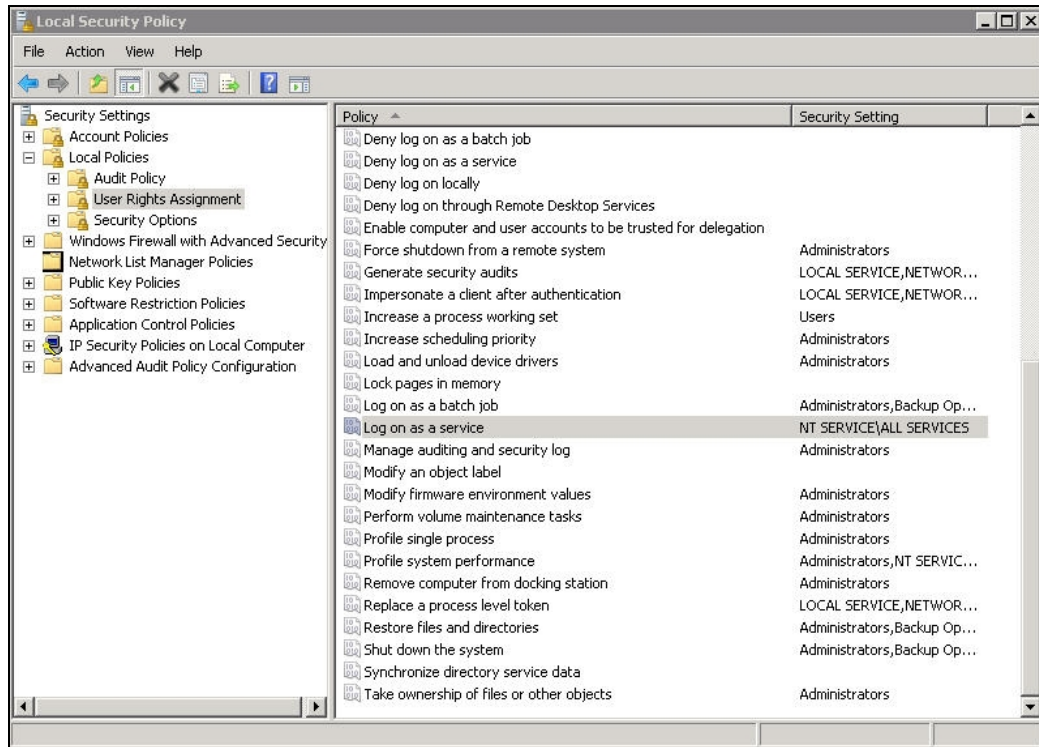 Local Security Policy
File Action View Help
Security Settings
Account Policies
Local Policies
Audit Policy
User Rights Assignment
Security Options
Windows Firewall with Advanced Security
Network List Manager Policies
Public Key Policies
Software Restriction Policies
Application Control Policies
IP Security Policies on Local Computer
Advanced Audit Policy Configuration
Policy Security Setting
Deny log on as a batch job
Deny log on as a service
Deny log on locally
Deny log on through Remote Desktop Services
Enable computer and user accounts to be trusted for delegation
Force shutdown from a remote system Administrators
Generate security audits LOCAL SERVICE,NETWOR...
Impersonate a client after authentication LOCAL SERVICE,NETWOR...
Increase a process working set Users
Increase scheduling priority Administrators
Load and unload device drivers Administrators
Lock pages in memory
Log on as a batch job Administrators,Backup Op...
Log on as a service NT SERVICE\ALL SERVICES
Manage auditing and security log Administrators
Modify an object label
Modify firmware environment values Administrators
Perform volume maintenance tasks Administrators
Profile single process Administrators
Profile system performance Administrators,NT SERVIC...
Remove computer from docking station Administrators
Replace a process level token LOCAL SERVICE,NETWOR...
Restore files and directories Administrators,Backup Op...
Shut down the system Administrators,Backup Op...
Synchronize directory service data
Take ownership of files or other objects Administrators